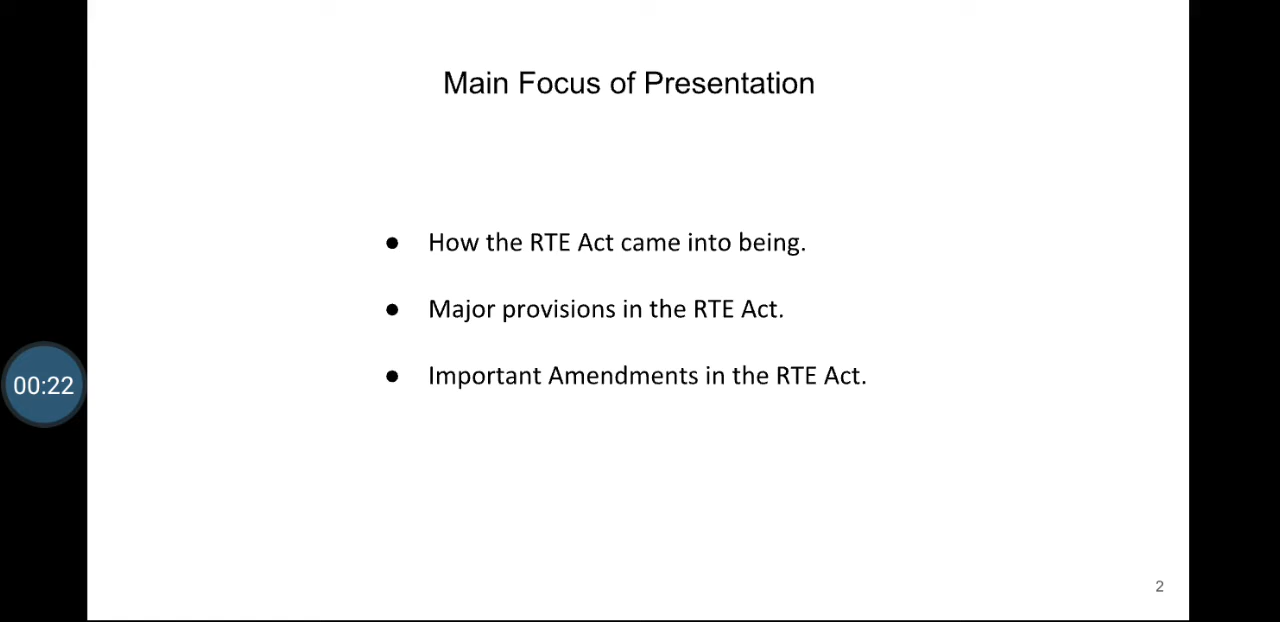 Main Focus of Presentation
● How the RTE Act came into being.
● Major provisions in the RTE Act.
00:22
● Important Amendments in the RTE Act.
2